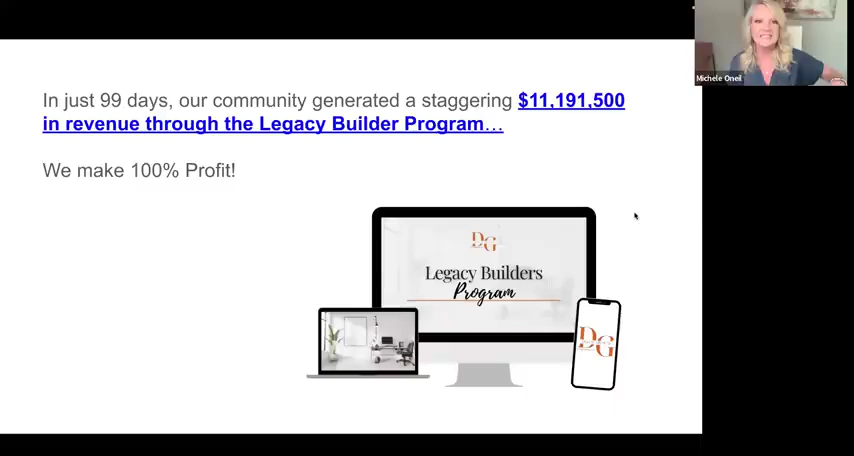 Michele Oneil
In just 99 days, our community generated a staggering $11,191,500
in revenue through the Legacy Builder Program…
We make 100% Profit!
DG
Legacy Builders
Program
DG